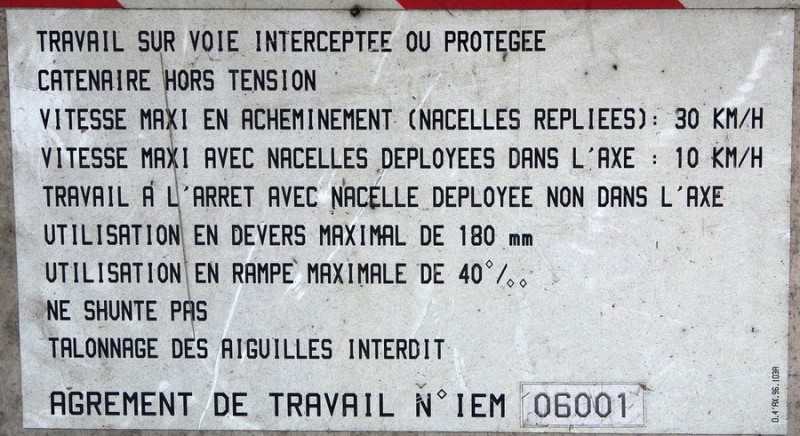 TRAVAIL SUR VOIE INTERCEPTEE OU PROTEGEE
CATENAIRE HORS TENSION
VITESSE MAXI EN ACHEMINEMENT (NACELLES REPLIEES): 30 KM/H
VITESSE MAXI AVEC NACELLES DEPLOYEES DANS L'AXE : 10 KM/H
TRAVAIL A L'ARRET AVEC NACELLE DEPLOYEE NON DANS L'AXE
UTILISATION EN DEVERS MAXIMAL DE 180 mm
UTILISATION EN RAMPE MAXIMALE DE 40°/oo
NE SHUNTE PAS
TALONNAGE DES AIGUILLES INTERDIT
AGREMENT DE TRAVAIL N°IEM 06001